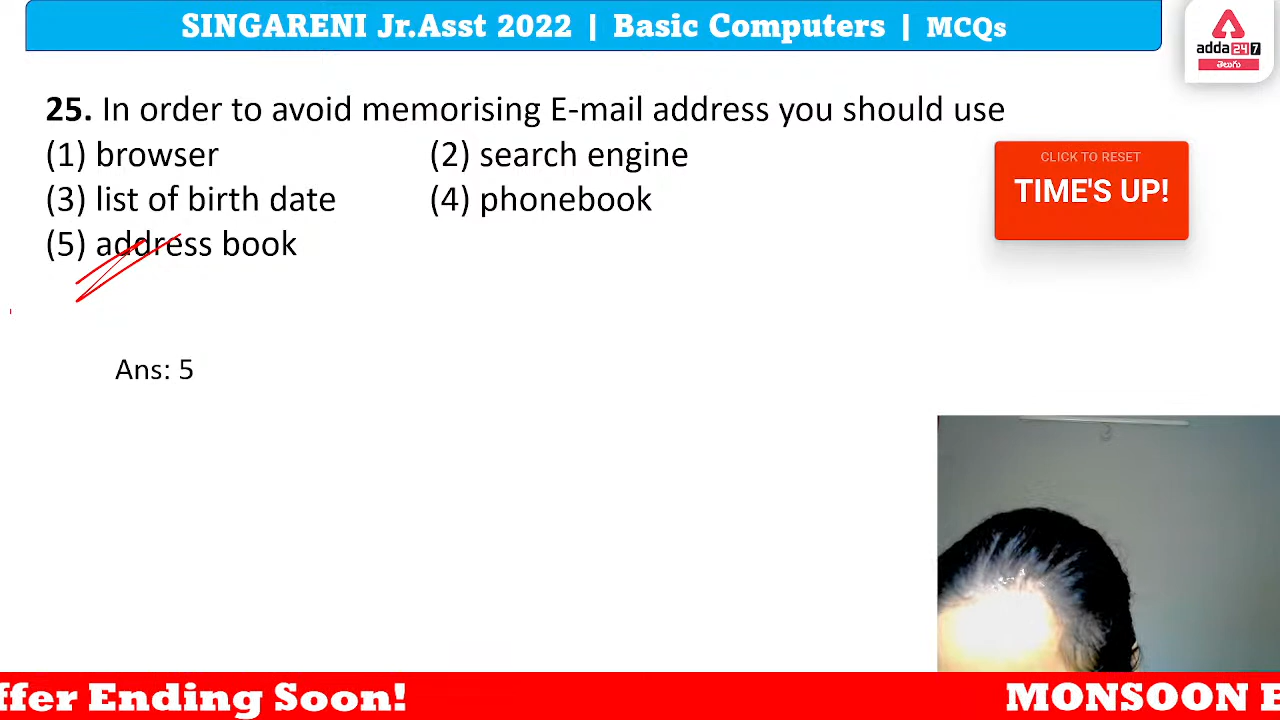 SINGARENI Jr.Asst 2022 | Basic Computers | MCQs
adda247
తెలుగు
25. In order to avoid memorising E-mail address you should use
(1) browser (2) search engine
(3) list of birth date (4) phonebook
(5) address book
CLICK TO RESET
TIME'S UP!
Ans: 5
ffer Ending Soon! MONSOON E